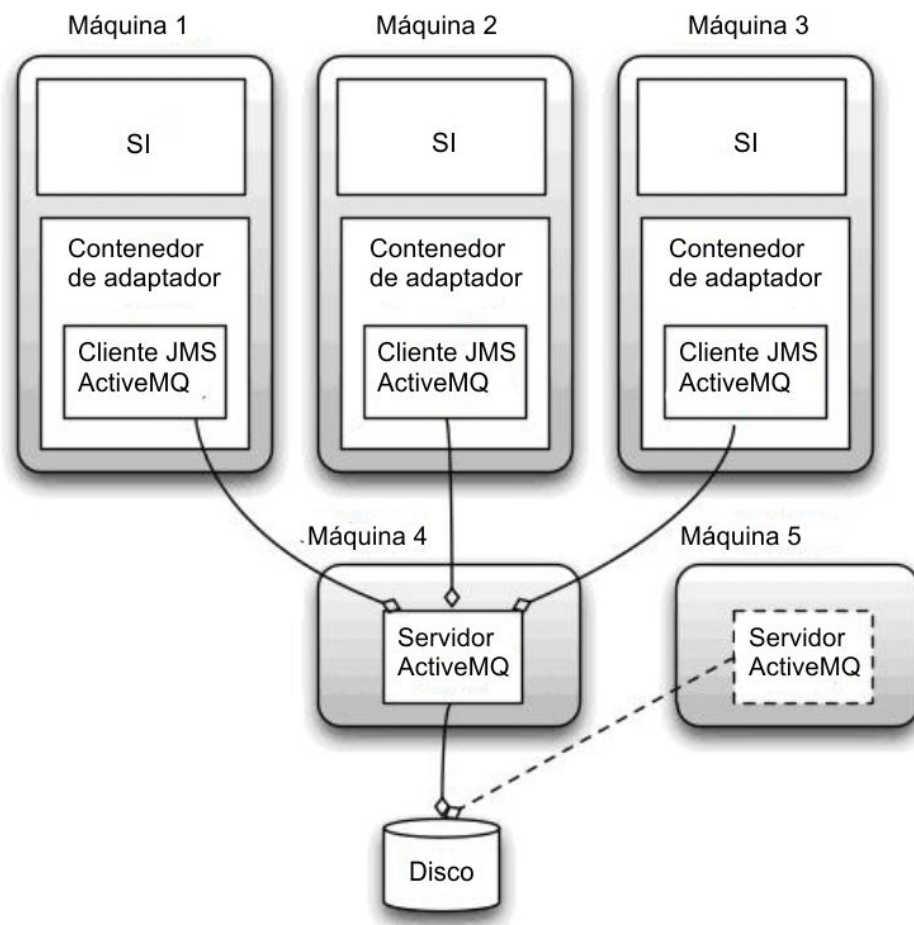 Máquina 1
Máquina 2
Máquina 3
SI
SI
SI
Contenedor
de adaptador
Contenedor
de adaptador
Contenedor
de adaptador
Cliente JMS
ActiveMQ
Cliente JMS
ActiveMQ
Cliente JMS
ActiveMQ
Máquina 4
Máquina 5
Servidor
ActiveMQ
Servidor
ActiveMQ
Disco